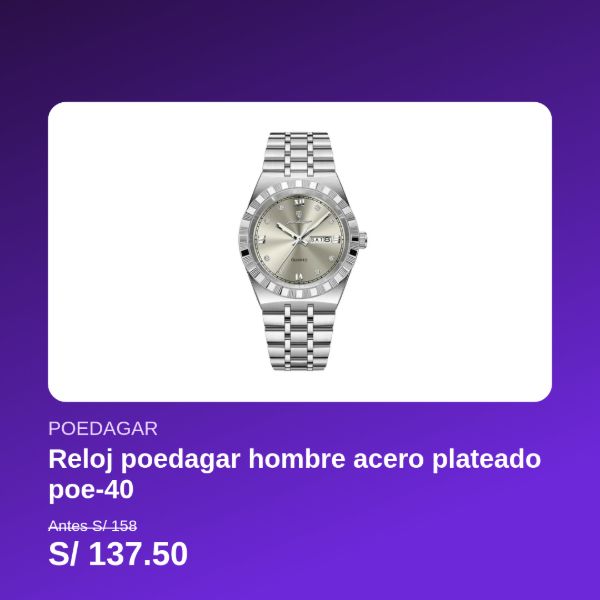 POEDAGAR
Reloj poedagar hombre acero plateado
poe-40
Antes S/ 158
S/ 137.50